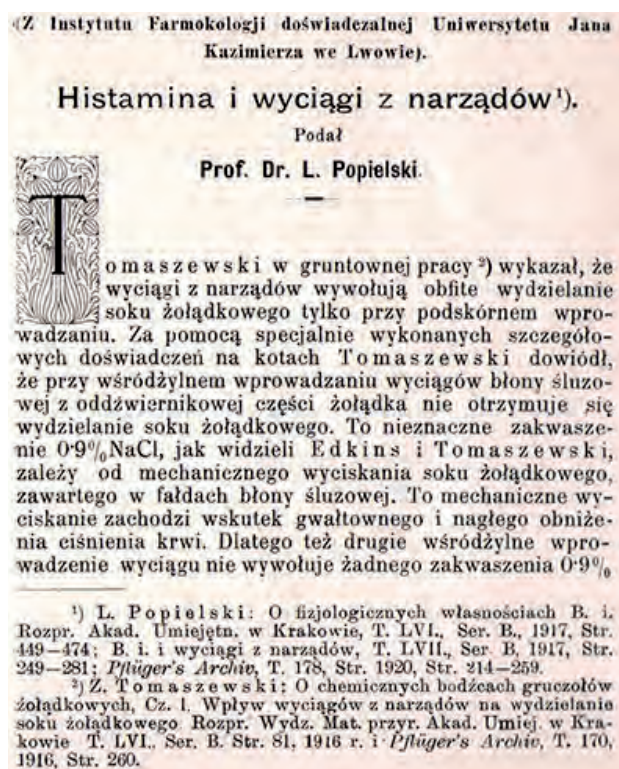 (Z Instytutu Farmokologji doświadczalnej Uniwersytetu Jana
Kazimierza we Lwowie).
Histamina i wyciągi z narządów¹).
Podał
Prof. Dr. L. Popielski.
Tomaszewski w gruntownej pracy ²) wykazał, że
wyciągi z narządów wywołują obfite wydzielanie
soku żołądkowego tylko przy podskórnem wpro-
wadzaniu. Za pomocą specjalnie wykonanych szczegóło-
wych doświadczeń na kotach Tomaszewski dowiódł,
że przy wśródżylnem wprowadzaniu wyciągów błony śluzo-
wej z oddźwiernikowej części żołądka nie otrzymuje się
wydzielanie soku żołądkowego. To nieznaczne zakwasze-
nie 0·9% NaCl, jak widzieli Edkins i Tomaszewski,
zależy od mechanicznego wyciskania soku żołądkowego,
zawartego w fałdach błony śluzowej. To mechaniczne wy-
ciskanie zachodzi wskutek gwałtownego i nagłego obniże-
nia ciśnienia krwi. Dlatego też drugie wśródżylne wpro-
wadzenie wyciągu nie wywołuje żadnego zakwaszenia 0·9%
¹) L. Popielski: O fizjologicznych własnościach B. i.
Rozpr. Akad. Umiejętn. w Krakowie, T. LVI., Ser. B., 1917, Str.
449—474; B. i. i wyciągi z narządów, T. LVII., Ser. B, 1917, Str.
249—281; Pflüger's Archiv, T. 178, Str. 1920, Str. 214—259.
²) Z. Tomaszewski: O chemicznych bodźcach gruczołów
żołądkowych, Cz. I. Wpływ wyciągów z narządów na wydzielanie
soku żołądkowego Rozpr. Wydz. Mat. przyr. Akad. Umiej. w Kra-
kowie T. LVI., Ser. B. Str. 81, 1916 r. i Pflüger's Archiv, T. 170,
1916, Str. 260.